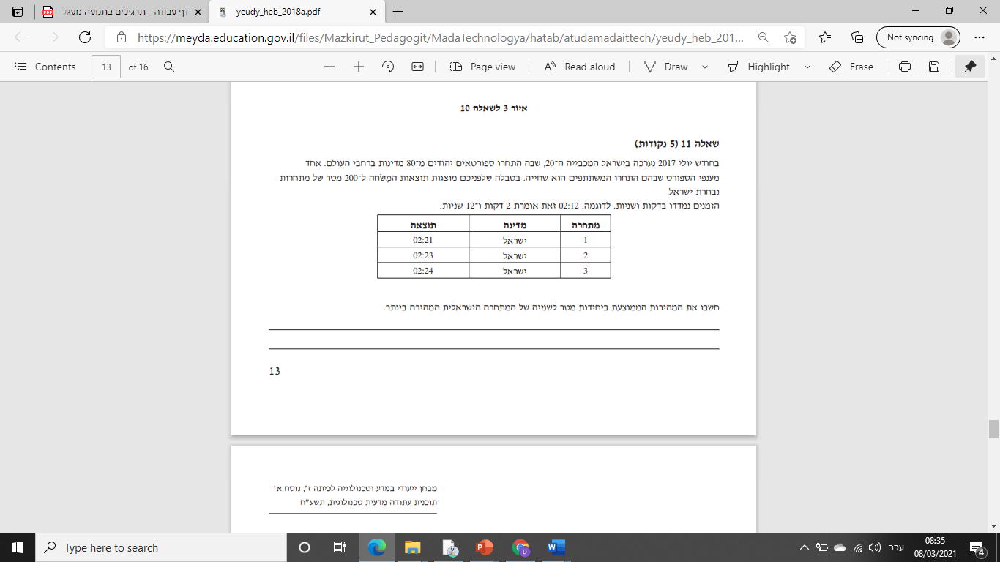 דף עבודה - תרגילים בתנועה מעגל
yeudy_heb_2018a.pdf
https://meyda.education.gov.il/files/Mazkirut_Pedagogit/MadaTechnologya/hatab/atudamadaittech/yeudy_heb_201...
Not syncing
Contents
13 of 16
Page view
Read aloud
Draw
Highlight
Erase
איור 3 לשאלה 10
שאלה 11 (5 נקודות)
בחודש יולי 2017 נערכה בישראל המכבייה ה־20, שבה התחרו ספורטאים יהודים מ־80 מדינות ברחבי העולם. אחד
מענפי הספורט שבהם התחרו המשתתפים הוא שחייה. בטבלה שלפניכם מוצגות תוצאות המִשׂחה ל־200 מטר של מתחרות
נבחרת ישראל.
הזמנים נמדדו בדקות ושניות. לדוגמה: 02:12 זאת אומרת 2 דקות ו־12 שניות.
מתחרה מדינה תוצאה
1 ישראל 02:21
2 ישראל 02:23
3 ישראל 02:24
חשבו את המהירות הממוצעת ביחידות מטר לשנייה של המתחרה הישראלית המהירה ביותר.
13
מבחן ייעודי במדע וטכנולוגיה לכיתה ז', נוסח א'
תוכנית עתודה מדעית טכנולוגית, תשע"ח
Type here to search
עבר
08:35
08/03/2021
4